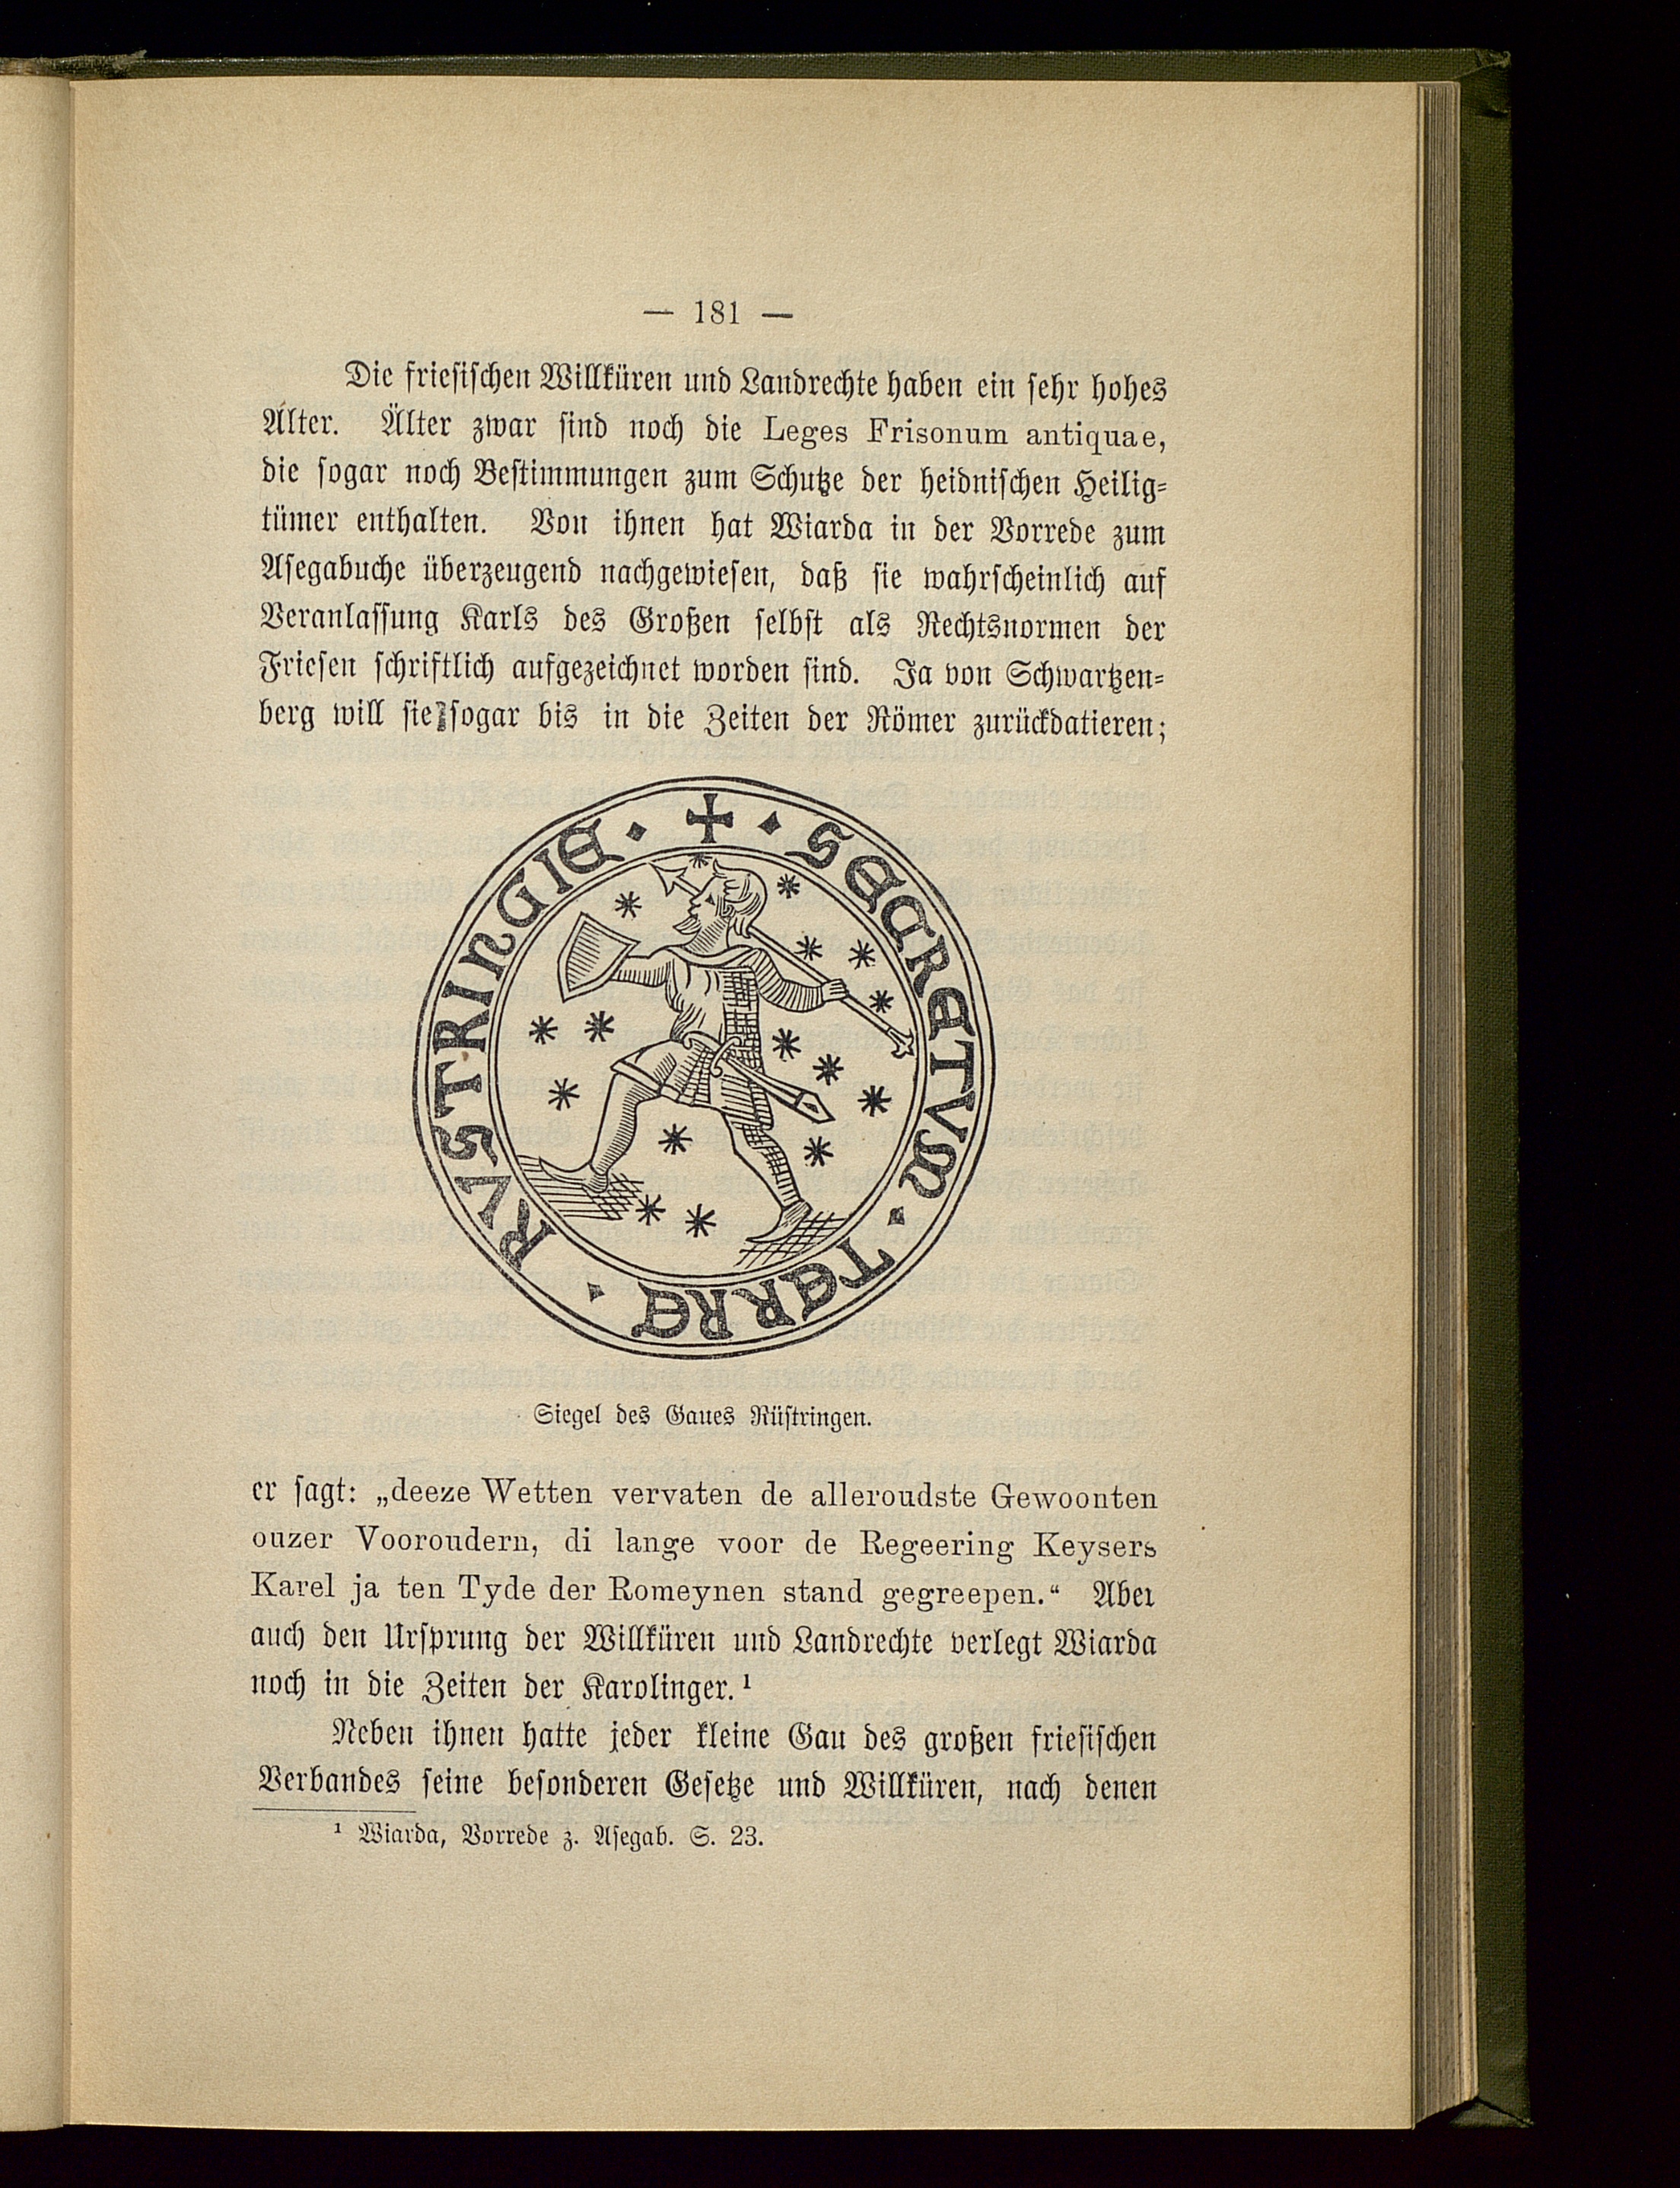 — 181 —
Die friesischen Willküren und Landrechte haben ein sehr hohes
Alter. Älter zwar sind noch die Leges Frisonum antiquae,
die sogar noch Bestimmungen zum Schutze der heidnischen Heilig-
tümer enthalten. Von ihnen hat Wiarda in der Vorrede zum
Asegabuche überzeugend nachgewiesen, daß sie wahrscheinlich auf
Veranlassung Karls des Großen selbst als Rechtsnormen der
Friesen schriftlich aufgezeichnet worden sind. Ja von Schwartzen-
berg will sie sogar bis in die Zeiten der Römer zurückdatieren;
SECRETVM · TERRE · RVSTRINGIE
Siegel des Gaues Rüstringen.
er sagt: „deeze Wetten vervaten de alleroudste Gewoonten
onzer Vooroudern, di lange voor de Regeering Keysers
Karel ja ten Tyde der Romeynen stand gegreepen.“ Aber
auch den Ursprung der Willküren und Landrechte verlegt Wiarda
noch in die Zeiten der Karolinger.¹
Neben ihnen hatte jeder kleine Gau des großen friesischen
Verbandes seine besonderen Gesetze und Willküren, nach denen
¹ Wiarda, Vorrede z. Asegab. S. 23.